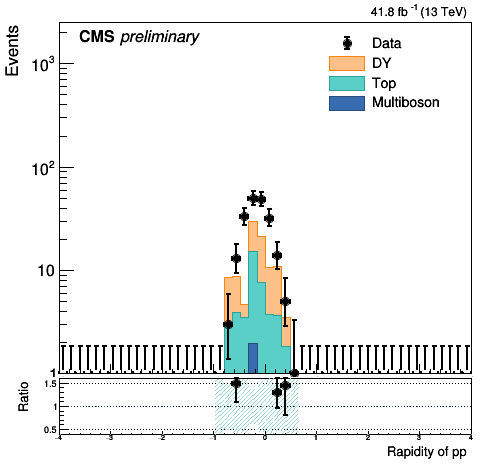 41.8 fb⁻¹ (13 TeV)
CMS preliminary
Events
Data
DY
Top
Multiboson
10³
10²
10
1
Ratio
1.5
1
0.5
-4 -3 -2 -1 0 1 2 3 4
Rapidity of pp